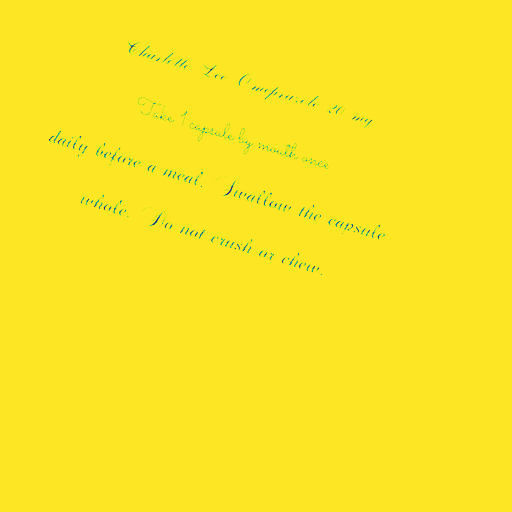 Charlotte Lee Omeprazole 20 mg
Take 1 capsule by mouth once
daily before a meal. Swallow the capsule
whole. Do not crush or chew.